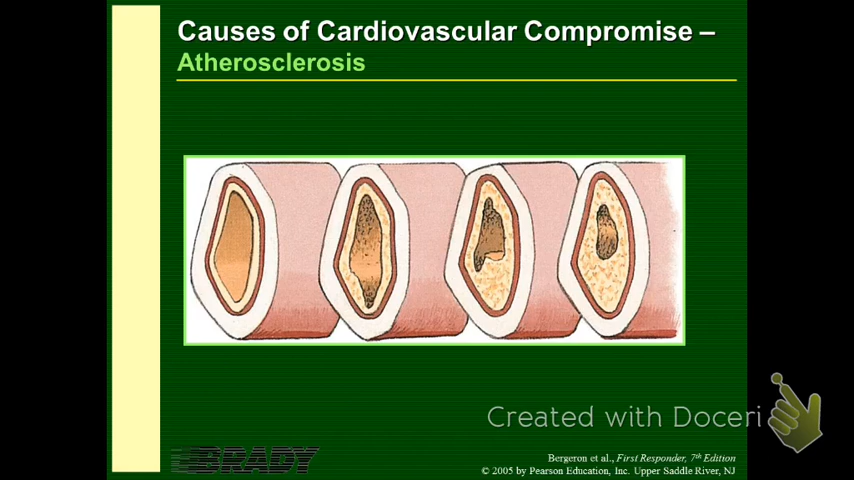 Causes of Cardiovascular Compromise –
Atherosclerosis
Created with Doceri
BRADY
Bergeron et al., First Responder, 7th Edition
© 2005 by Pearson Education, Inc. Upper Saddle River, NJ